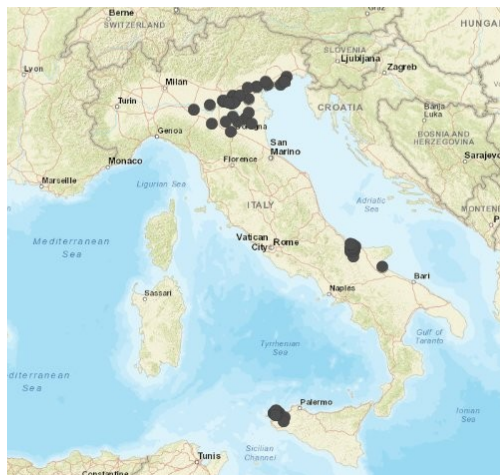 Berne
SWITZERLAND
Graz
HUNGA
SLOVENIA
Ljubljana
Lyon
Milan
Zagreb
Turin
CROATIA
Banja
Luka
Genoa
BOSNIA AND
HERZEGOVINA
San
Marino
Sarajevo
Monaco
Florence
Marseille
Ligurian Sea
Adriatic
Sea
MONTENE
ITALY
Mediterranean
Sea
Vatican
City
Rome
Bari
Naples
Sassari
Gulf of
Taranto
Tyrrhenian
Sea
diterranean
Sea
Palermo
Ionian
Sea
Sicilian
Channel
Tunis
Constantine